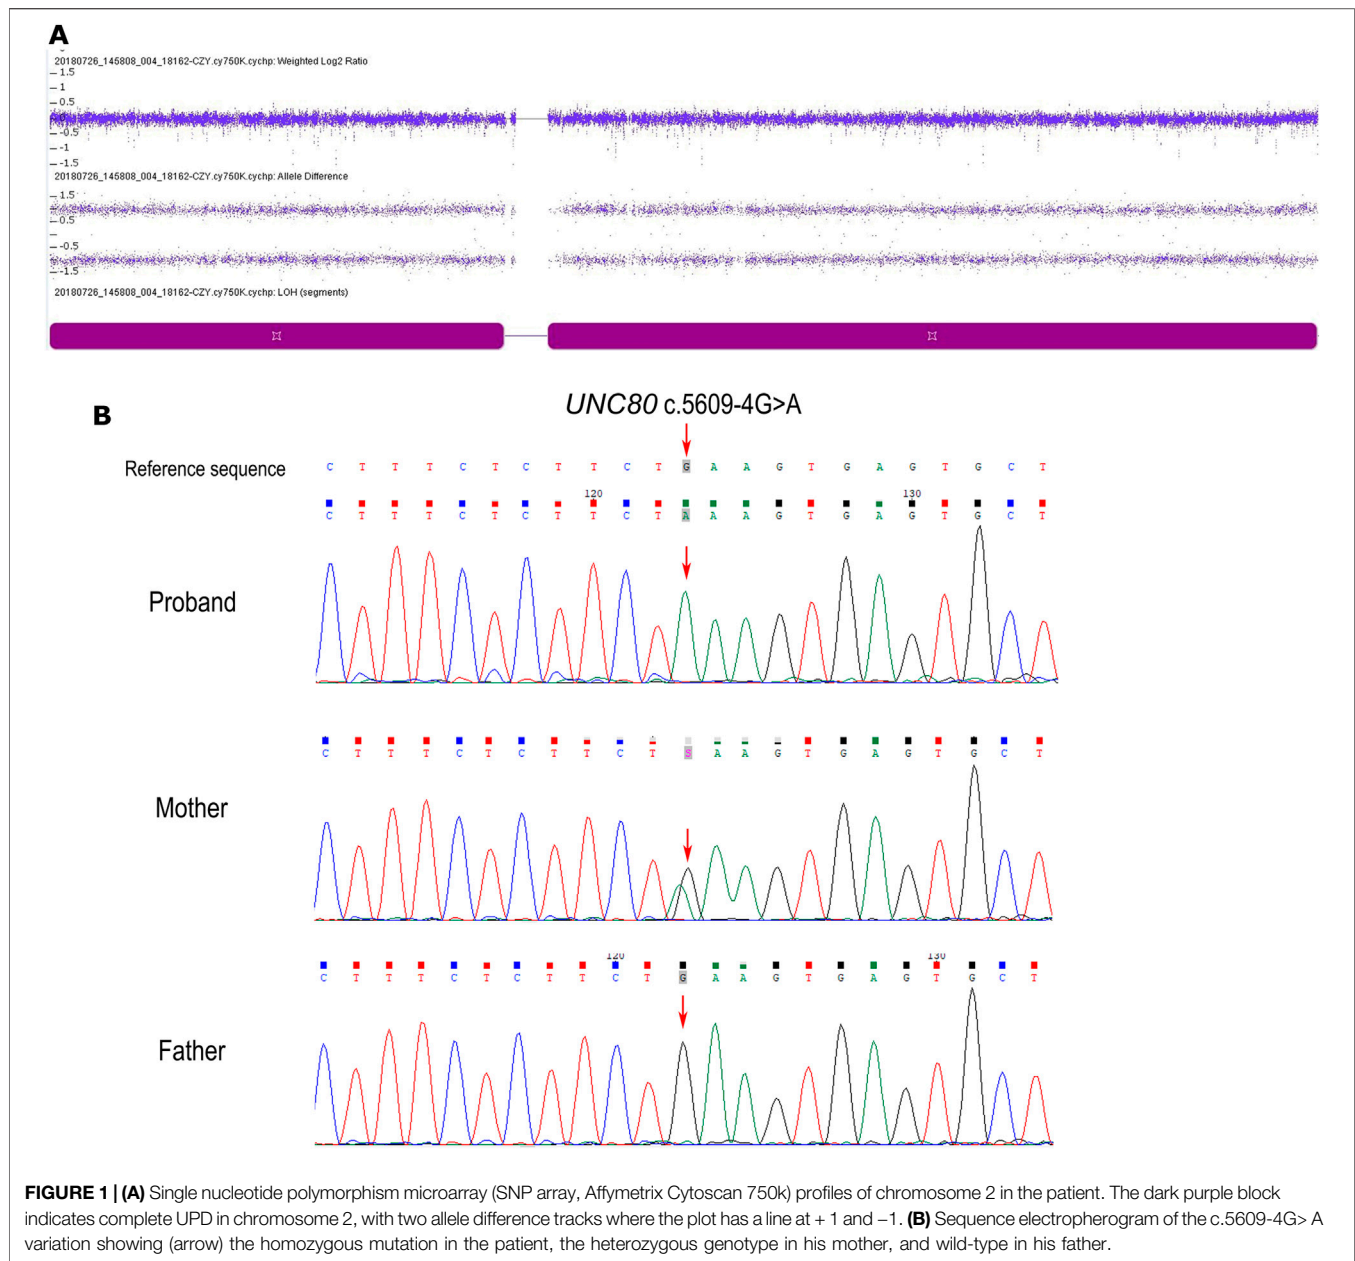 A
20180726_145808_004_18162-CZY.cy750K.cychp: Weighted Log2 Ratio
1.5
1
0.5
0
-0.5
-1
-1.5
20180726_145808_004_18162-CZY.cy750K.cychp: Allele Difference
1.5
0.5
-0.5
-1.5
20180726_145808_004_18162-CZY.cy750K.cychp: LOH (segments)
B
UNC80 c.5609-4G>A
Reference sequence
C T T T C T C T T C T G A A G T G A G T G C T
120 130
C T T T C T C T T C T A A A G T G A G T G C T
Proband
C T T T C T C T T C T S A A G T G A G T G C T
Mother
120 130
C T T T C T C T T C T G A A G T G A G T G C T
Father
FIGURE 1 | (A) Single nucleotide polymorphism microarray (SNP array, Affymetrix Cytoscan 750k) profiles of chromosome 2 in the patient. The dark purple block
indicates complete UPD in chromosome 2, with two allele difference tracks where the plot has a line at + 1 and −1. (B) Sequence electropherogram of the c.5609-4G> A
variation showing (arrow) the homozygous mutation in the patient, the heterozygous genotype in his mother, and wild-type in his father.